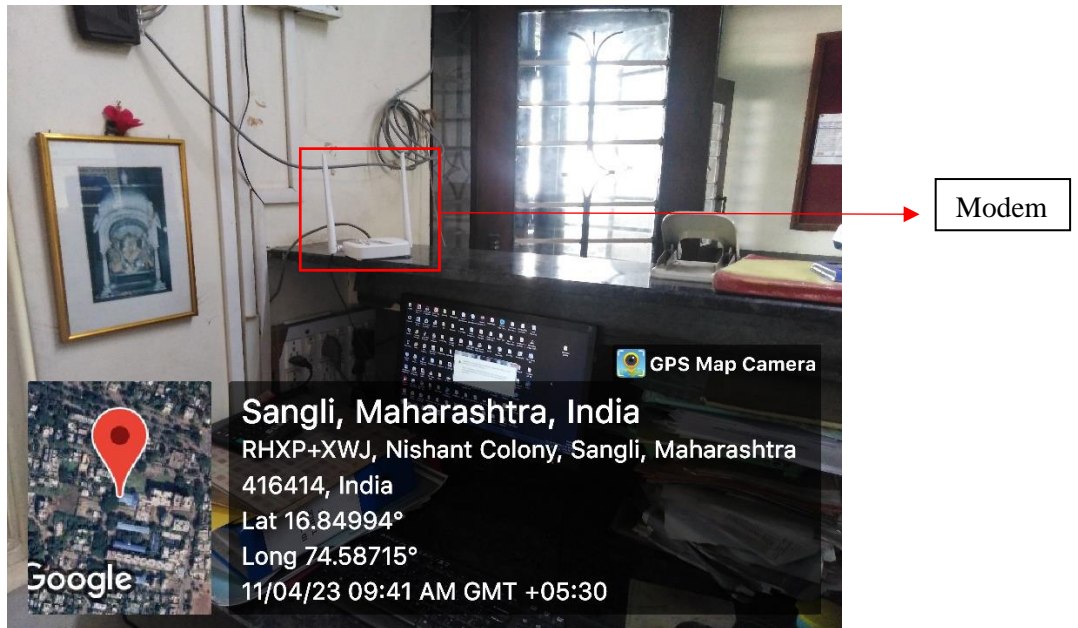 Modem
GPS Map Camera
Sangli, Maharashtra, India
RHXP+XWJ, Nishant Colony, Sangli, Maharashtra
416414, India
Lat 16.84994°
Long 74.58715°
11/04/23 09:41 AM GMT +05:30
Google